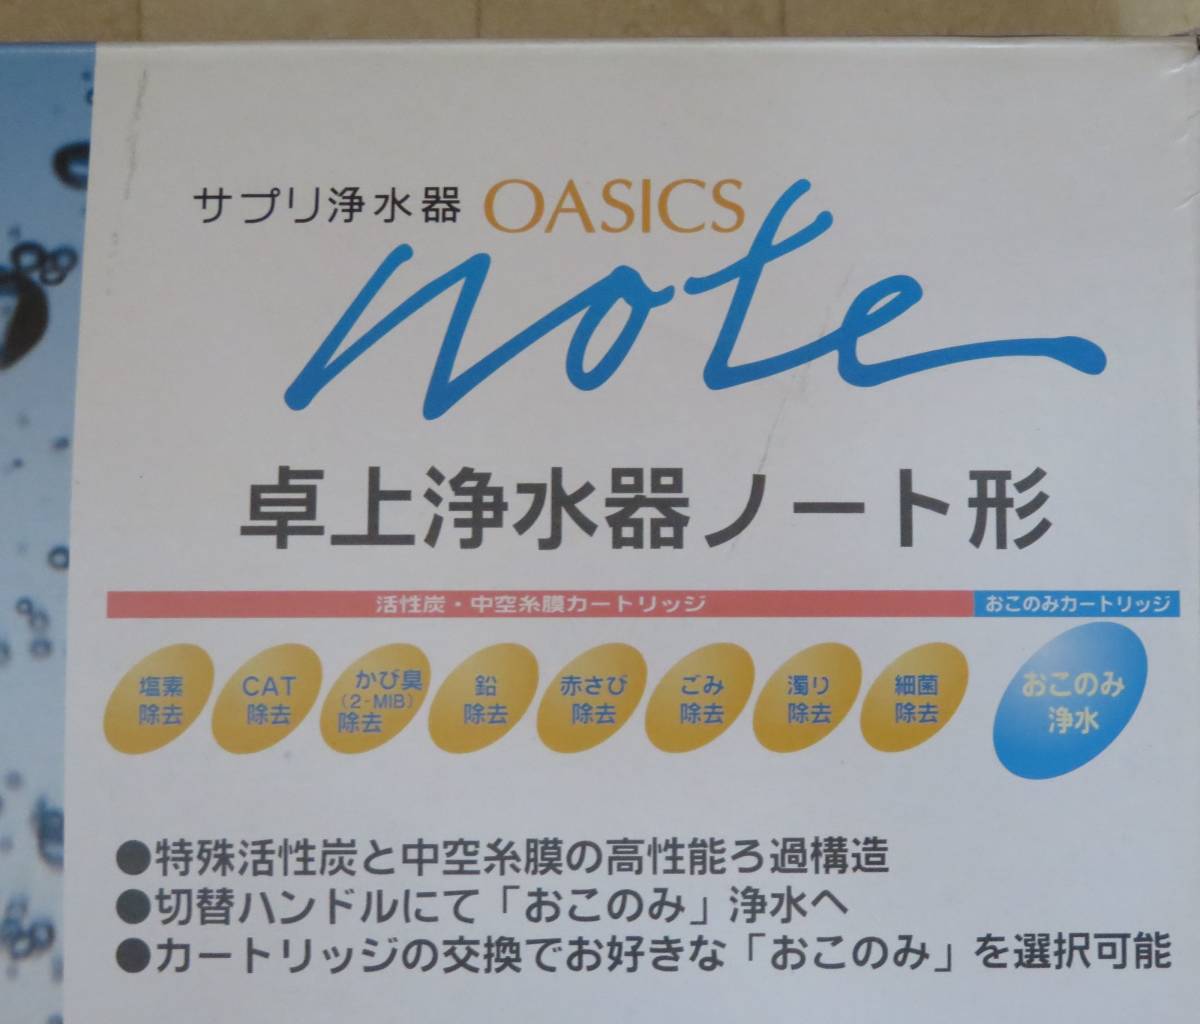 サプリ浄水器 OASICS
note
卓上浄水器ノート形
活性炭・中空糸膜カートリッジ おこのみカートリッジ
塩素除去
CAT除去
かび臭(2-MIB)除去
鉛除去
赤さび除去
ごみ除去
濁り除去
細菌除去
おこのみ浄水
●特殊活性炭と中空糸膜の高性能ろ過構造
●切替ハンドルにて「おこのみ」浄水へ
●カートリッジの交換でお好きな「おこのみ」を選択可能